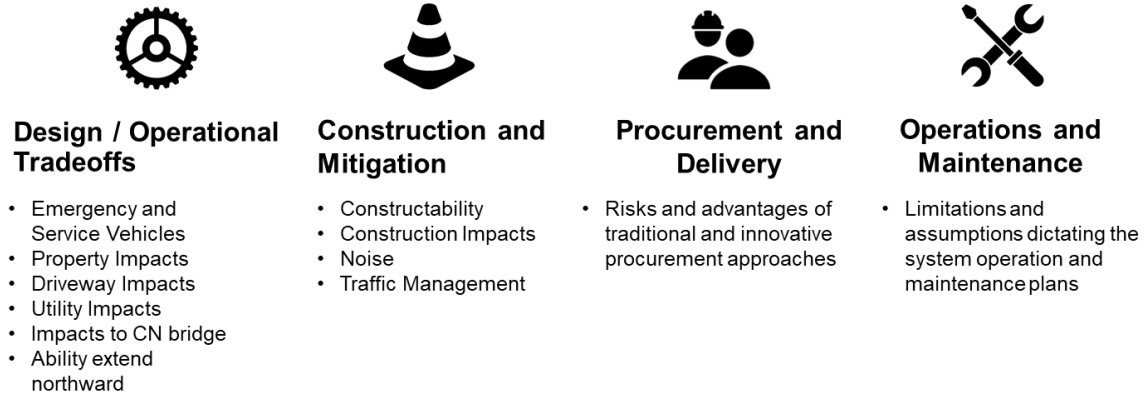 Design / Operational
Tradeoffs
• Emergency and
Service Vehicles
• Property Impacts
• Driveway Impacts
• Utility Impacts
• Impacts to CN bridge
• Ability extend
northward
Construction and
Mitigation
• Constructability
• Construction Impacts
• Noise
• Traffic Management
Procurement and
Delivery
• Risks and advantages of
traditional and innovative
procurement approaches
Operations and
Maintenance
• Limitations and
assumptions dictating the
system operation and
maintenance plans